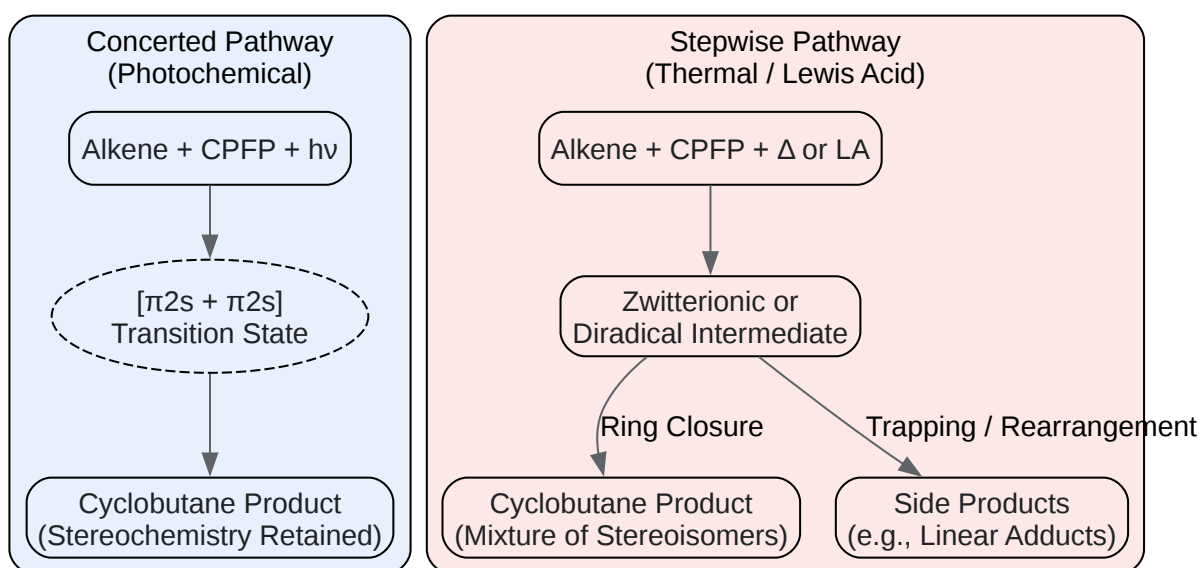 Concerted Pathway
(Photochemical)
Alkene + CPFP + hν
[π2s + π2s]
Transition State
Cyclobutane Product
(Stereochemistry Retained)
Stepwise Pathway
(Thermal / Lewis Acid)
Alkene + CPFP + Δ or LA
Zwitterionic or
Diradical Intermediate
Ring Closure
Trapping / Rearrangement
Cyclobutane Product
(Mixture of Stereoisomers)
Side Products
(e.g., Linear Adducts)